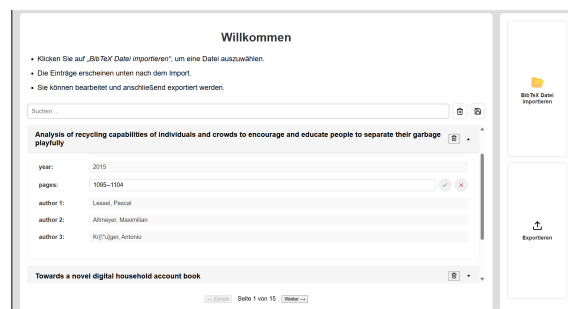 Willkommen
• Klicken Sie auf „BibTeX Datei importieren“, um eine Datei auszuwählen.
• Die Einträge erscheinen unten nach dem Import.
• Sie können bearbeitet und anschließend exportiert werden.
Suchen ...
Analysis of recycling capabilities of individuals and crowds to encourage and educate people to separate their garbage
playfully
year: 2015
pages: 1095--1104
author 1: Lessel, Pascal
author 2: Altmeyer, Maximilian
author 3: Kr{\"u}ger, Antonio
Towards a novel digital household account book
← Zurück Seite 1 von 15 Weiter →
BibTeX Datei
importieren
Exportieren